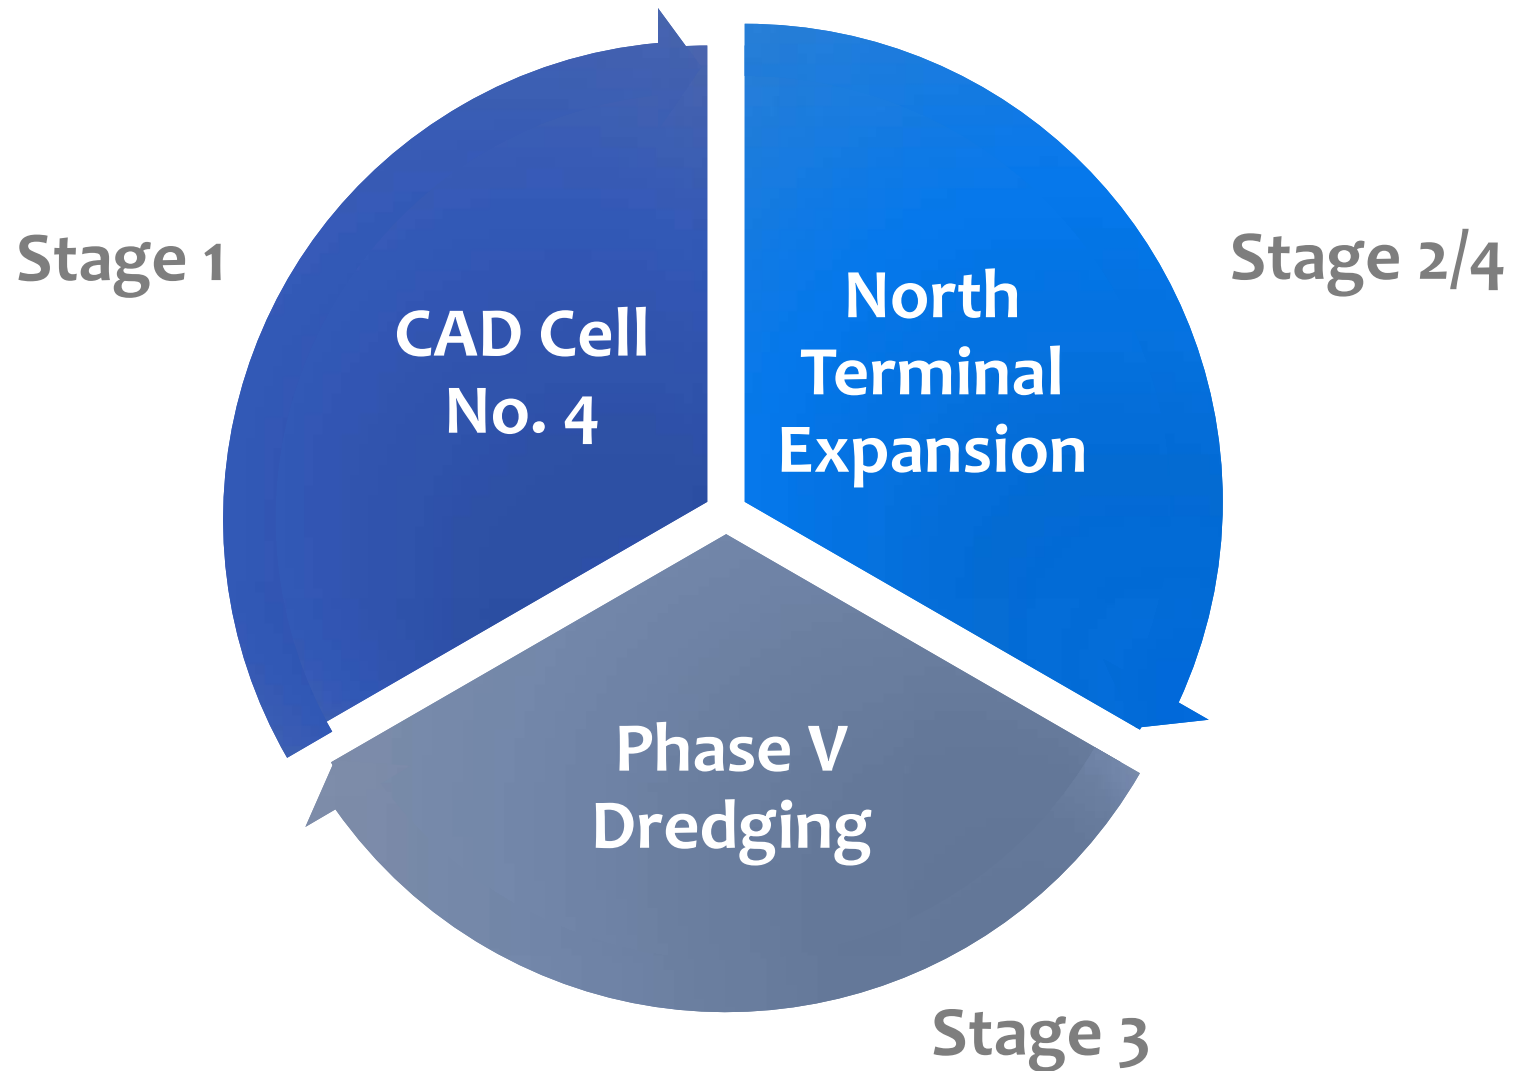 Stage 1
CAD Cell
No. 4
North
Terminal
Expansion
Stage 2/4
Phase V
Dredging
Stage 3